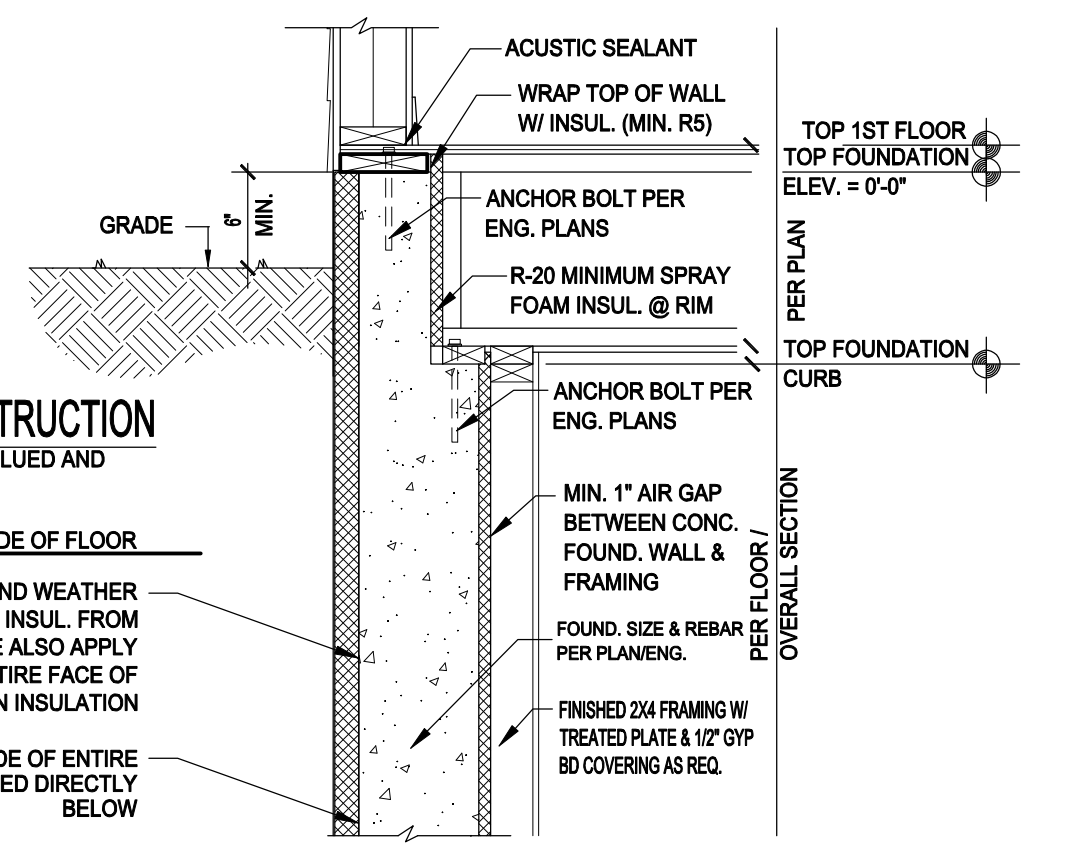 ACUSTIC SEALANT
WRAP TOP OF WALL
W/ INSUL. (MIN. R5)
TOP 1ST FLOOR
TOP FOUNDATION
ELEV. = 0'-0"
6"
MIN.
GRADE
ANCHOR BOLT PER
ENG. PLANS
R-20 MINIMUM SPRAY
FOAM INSUL. @ RIM
PER PLAN
TOP FOUNDATION
CURB
ANCHOR BOLT PER
ENG. PLANS
TRUCTION
LUED AND
MIN. 1" AIR GAP
BETWEEN CONC.
FOUND. WALL &
FRAMING
PER FLOOR /
OVERALL SECTION
DE OF FLOOR
ND WEATHER
INSUL. FROM
E ALSO APPLY
TIRE FACE OF
N INSULATION
FOUND. SIZE & REBAR
PER PLAN/ENG.
FINISHED 2X4 FRAMING W/
TREATED PLATE & 1/2" GYP
BD COVERING AS REQ.
DE OF ENTIRE
ED DIRECTLY
BELOW